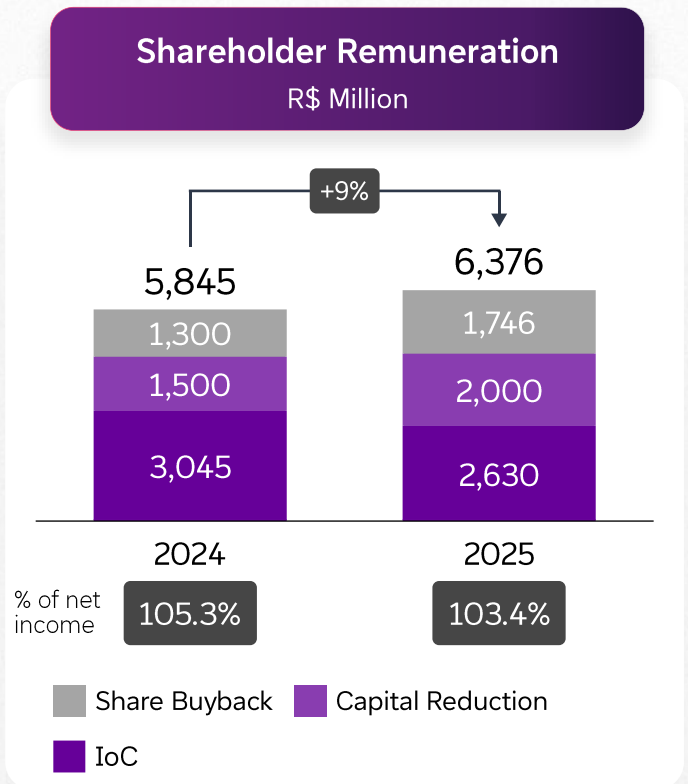 Shareholder Remuneration
R$ Million
+9%
5,845
6,376
1,300
1,746
1,500
2,000
3,045
2,630
2024
2025
% of net
income
105.3%
103.4%
Share Buyback
Capital Reduction
IoC